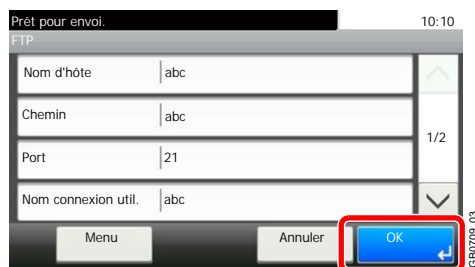 Prêt pour envoi. 10:10
FTP
Nom d'hôte abc
Chemin abc
1/2
Port 21
Nom connexion util. abc
Menu Annuler OK
GB0709_03